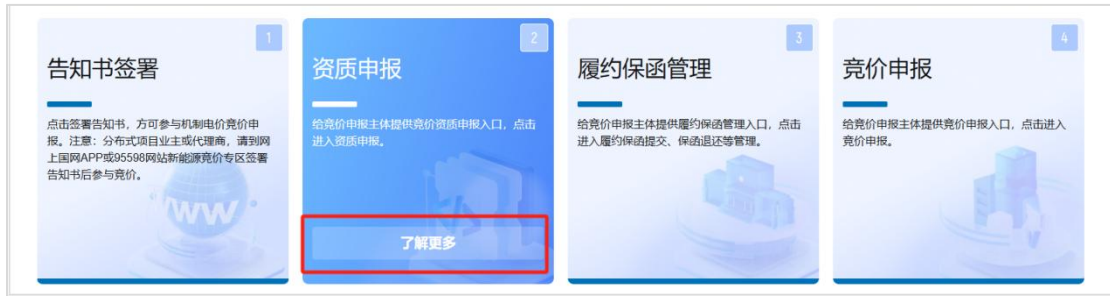 1
告知书签署
点击签署告知书，方可参与机制电价竞价申
报。注意：分布式项目业主或代理商，请到网
上国网APP或95598网站新能源竞价专区签署
告知书后参与竞价。
WW
2
资质申报
给竞价申报主体提供竞价资质申报入口，点击
进入资质申报。
了解更多
3
履约保函管理
给竞价申报主体提供履约保函管理入口，点击
进入履约保函提交、保函退还等管理。
4
竞价申报
给竞价申报主体提供竞价申报入口，点击进入
竞价申报。